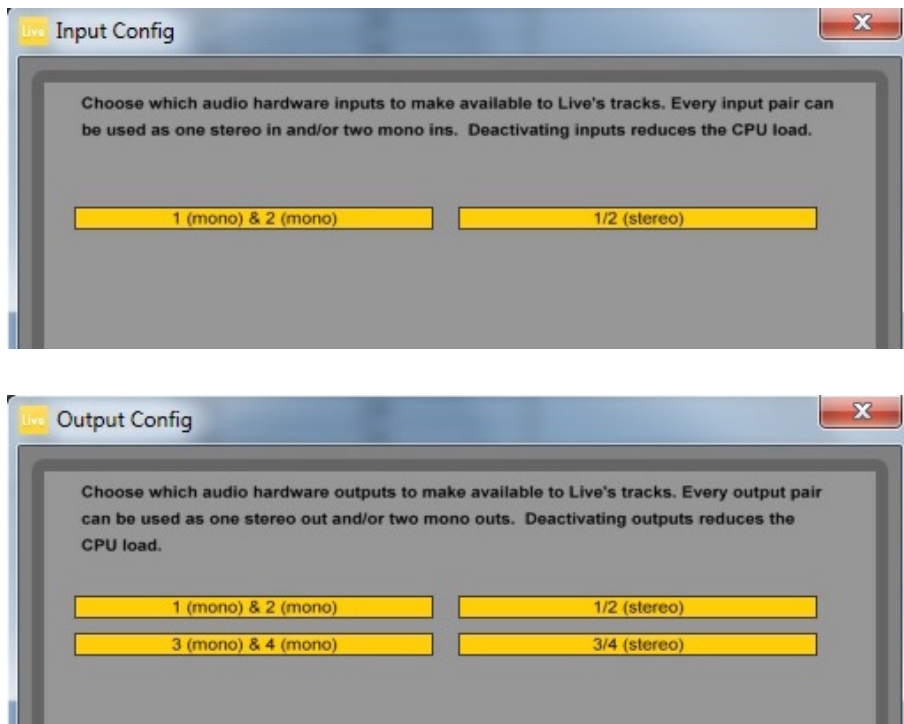 Live Input Config
Choose which audio hardware inputs to make available to Live's tracks. Every input pair can
be used as one stereo in and/or two mono ins. Deactivating inputs reduces the CPU load.
1 (mono) & 2 (mono) 1/2 (stereo)
Live Output Config
Choose which audio hardware outputs to make available to Live's tracks. Every output pair
can be used as one stereo out and/or two mono outs. Deactivating outputs reduces the
CPU load.
1 (mono) & 2 (mono) 1/2 (stereo)
3 (mono) & 4 (mono) 3/4 (stereo)